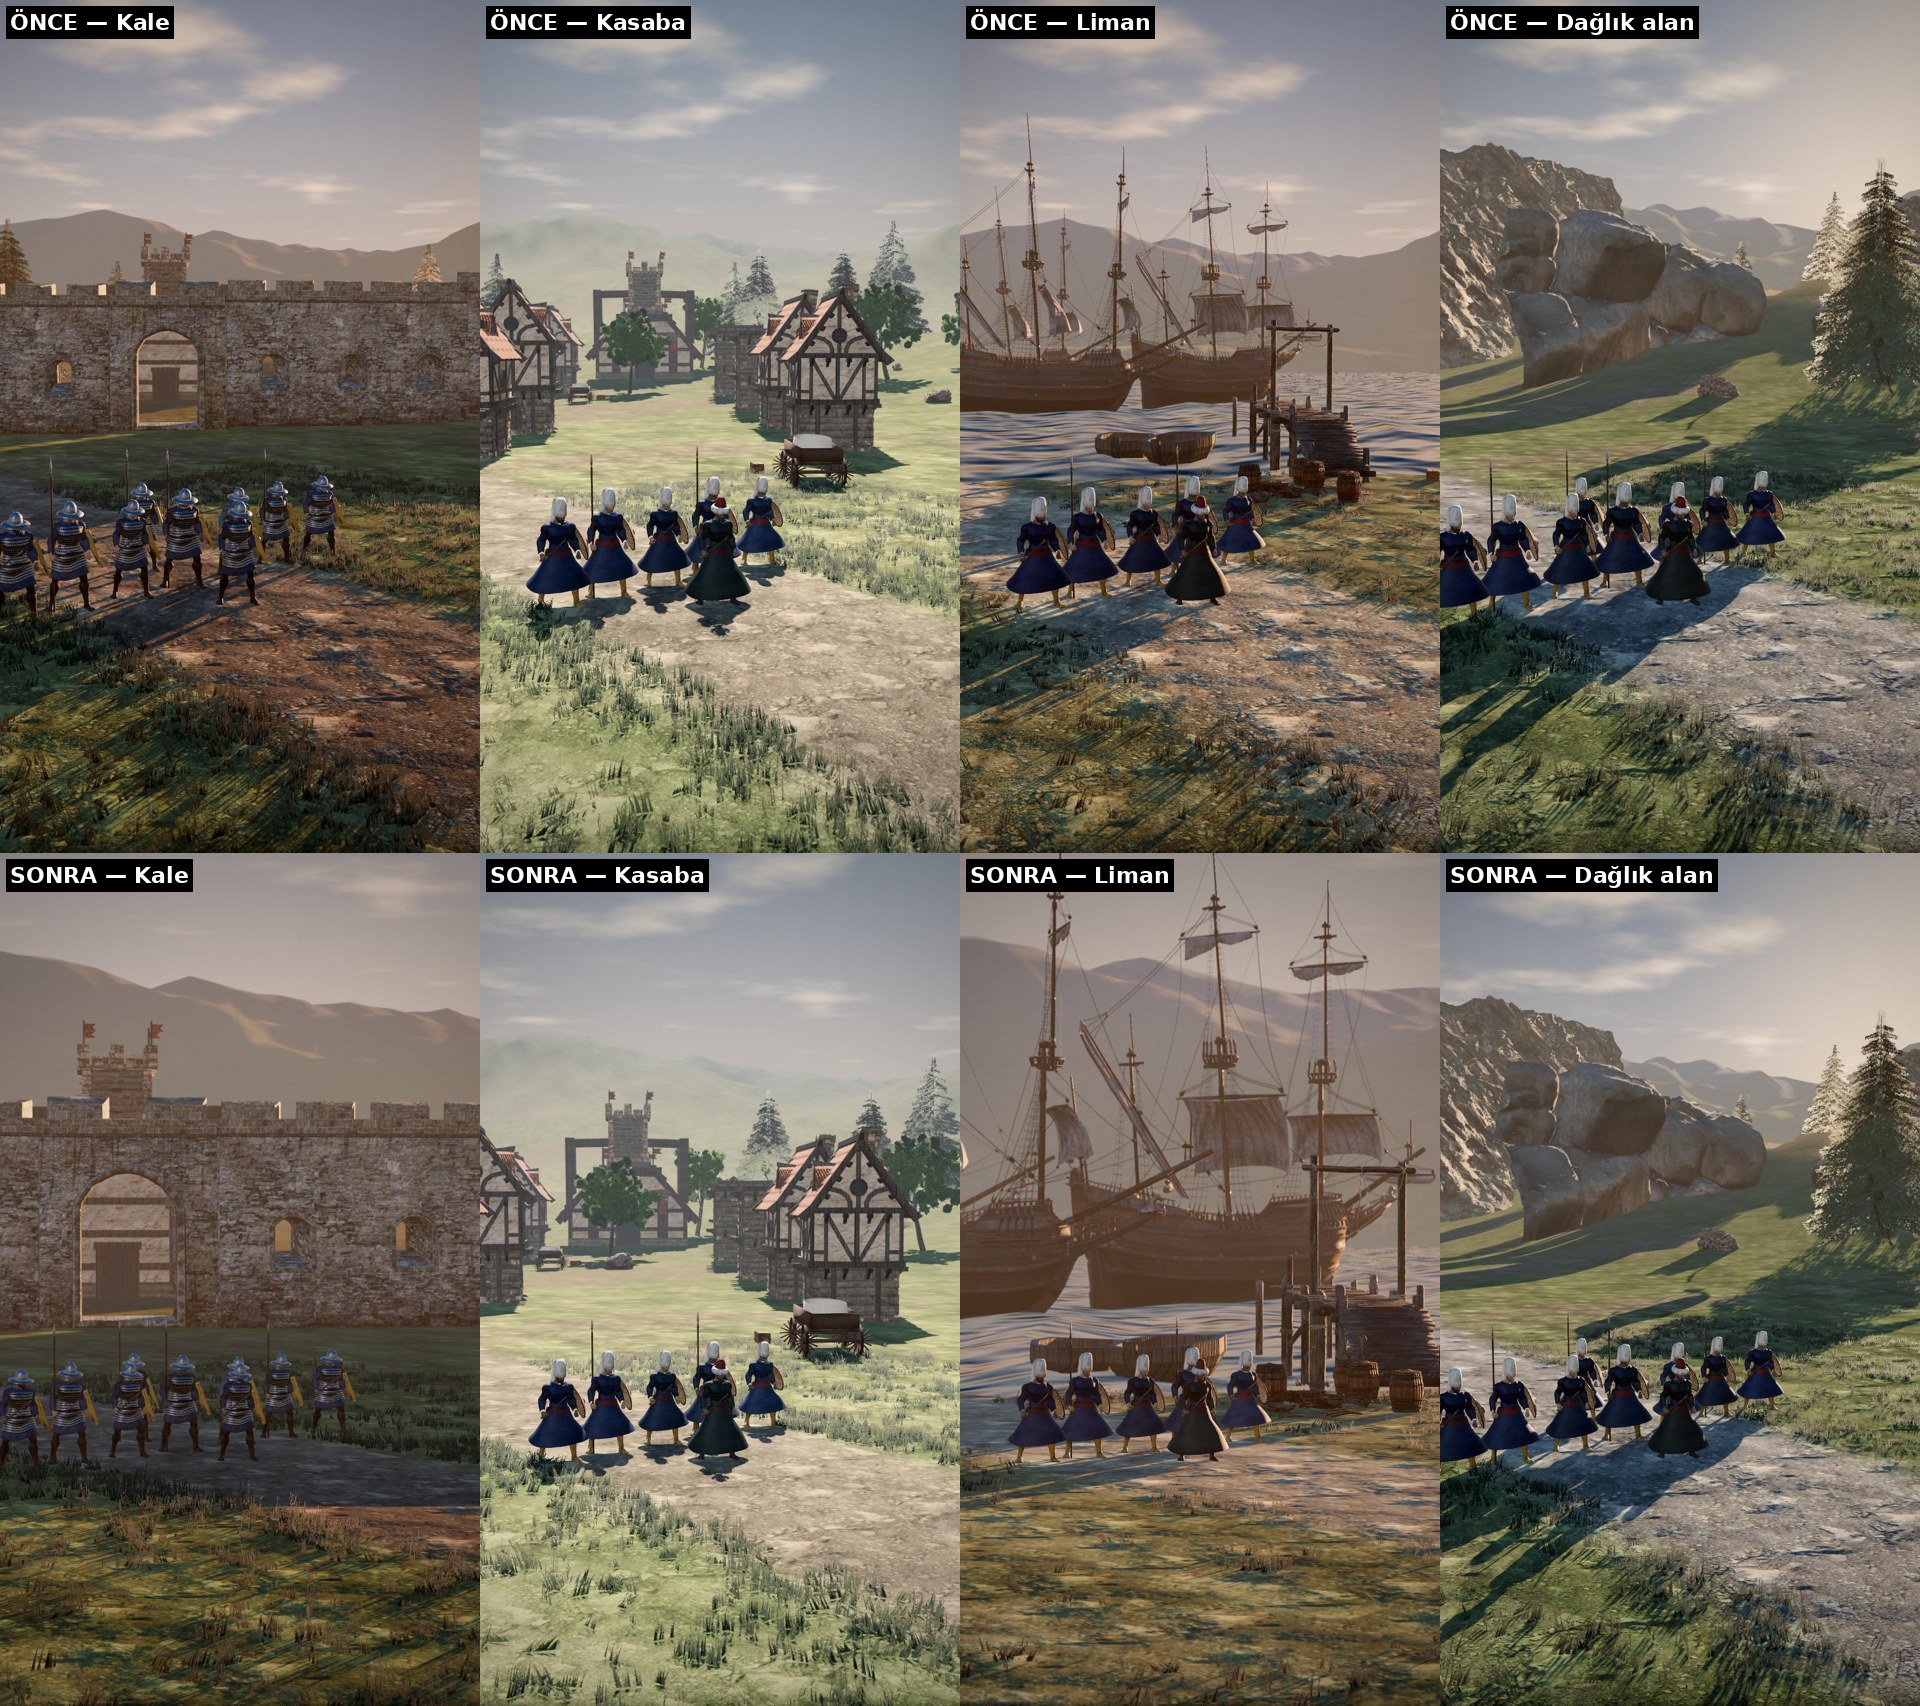 ÖNCE — Kale
ÖNCE — Kasaba
ÖNCE — Liman
ÖNCE — Dağlık alan
SONRA — Kale
SONRA — Kasaba
SONRA — Liman
SONRA — Dağlık alan